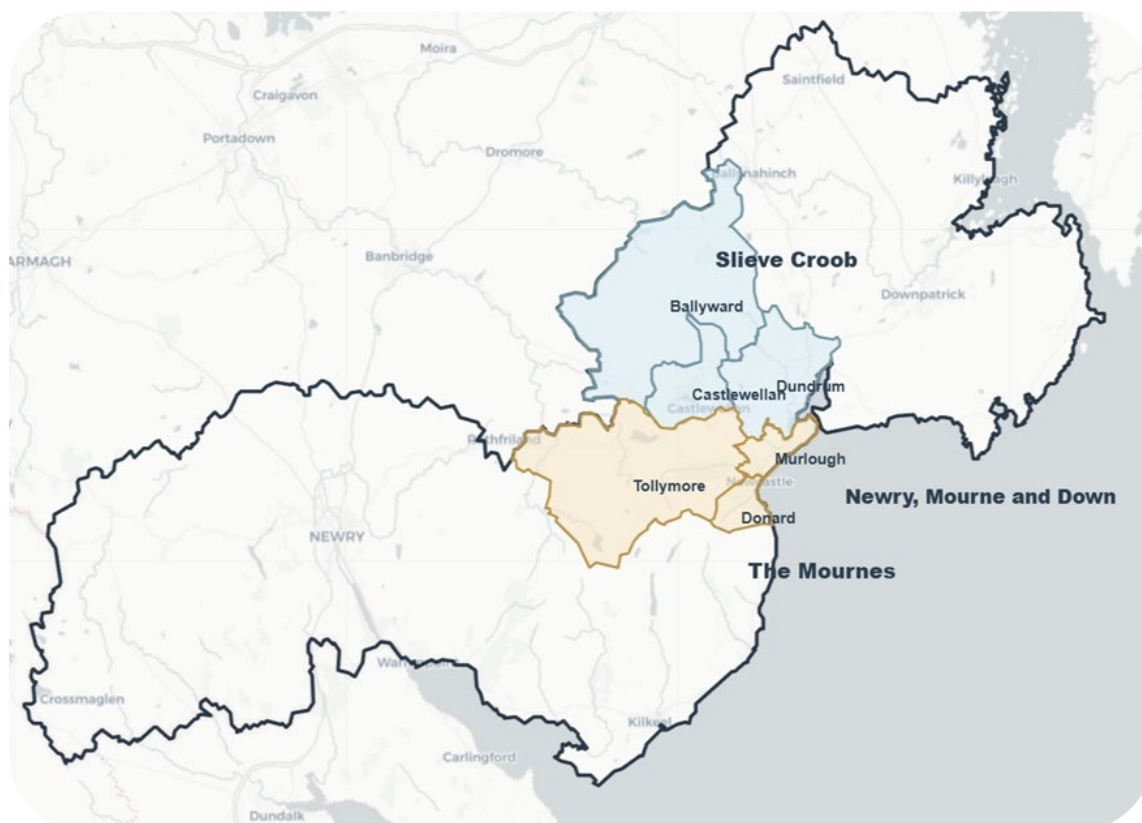 Moira
Saintfield
Craigavon
Portadown
Dromore
Killyleagh
ARMAGH
Banbridge
Slieve Croob
Downpatrick
Ballyward
Castlewellan
Dundrum
Castlewellan
Rathfriland
Murlough
Newcastle
Tollymore
Newry, Mourne and Down
Donard
NEWRY
The Mournes
Warrenpoint
Crossmaglen
Kilkeel
Carlingford
Dundalk